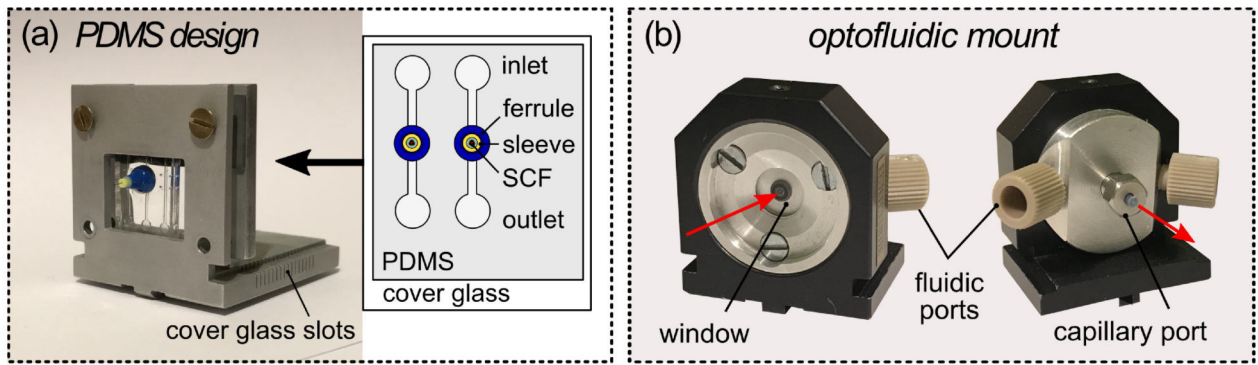 (a) PDMS design
inlet
ferrule
sleeve
SCF
outlet
PDMS
cover glass
cover glass slots
(b) optofluidic mount
window
fluidic
ports
capillary port